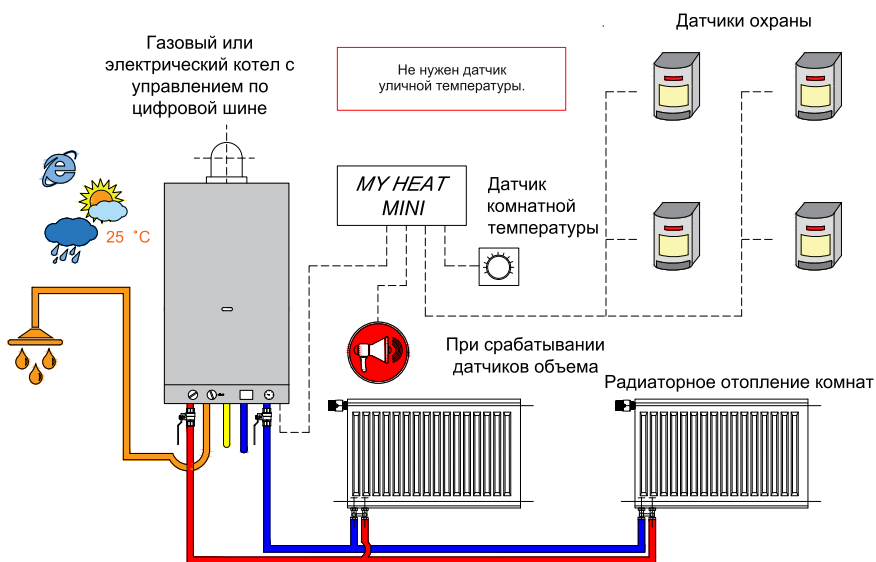 Датчики охраны
Газовый или
электрический котел с
управлением по
цифровой шине
Не нужен датчик
уличной температуры.
MY HEAT
MINI
Датчик
комнатной
температуры
25 °C
При срабатывании
датчиков объема
Радиаторное отопление комнат